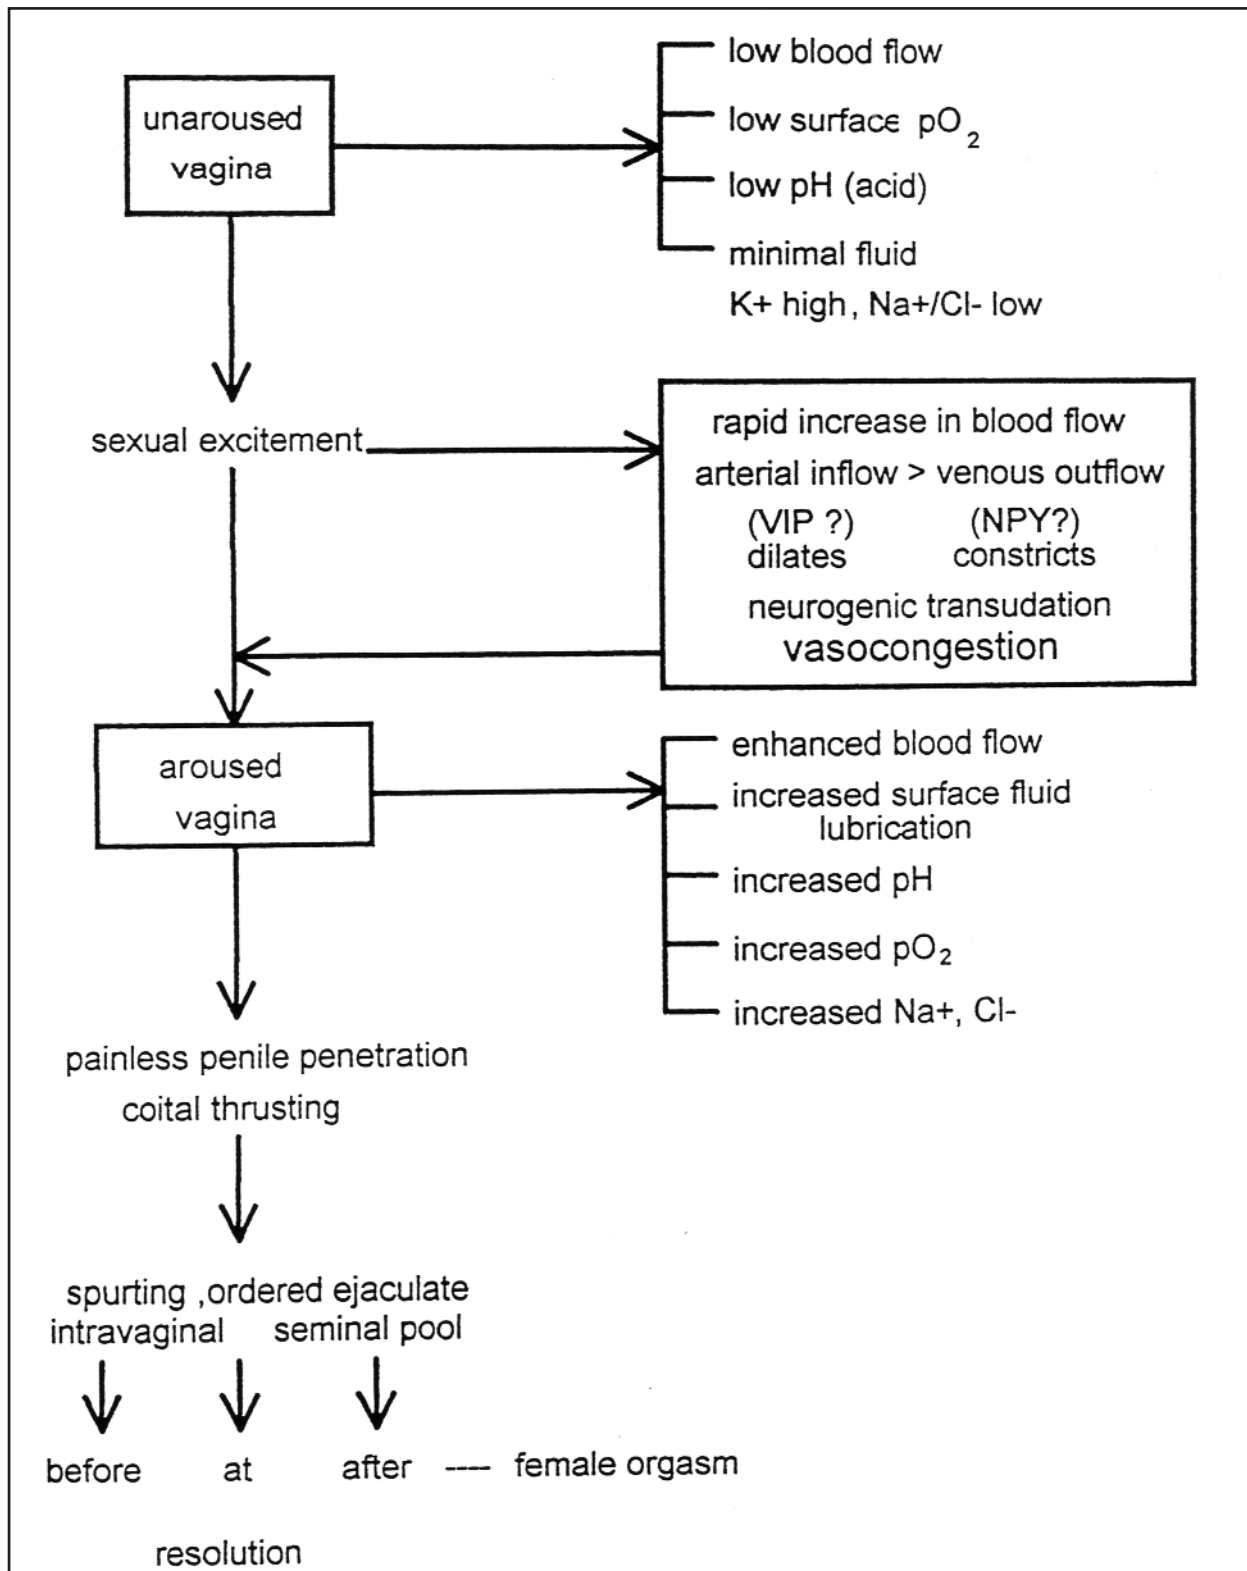 unaroused
vagina
low blood flow
low surface pO₂
low pH (acid)
minimal fluid
K+ high, Na+/Cl- low
sexual excitement
rapid increase in blood flow
arterial inflow > venous outflow
(VIP ?) (NPY?)
dilates constricts
neurogenic transudation
vasocongestion
aroused
vagina
enhanced blood flow
increased surface fluid
lubrication
increased pH
increased pO₂
increased Na+, Cl-
painless penile penetration
coital thrusting
spurting ,ordered ejaculate
intravaginal seminal pool
before at after ---- female orgasm
resolution